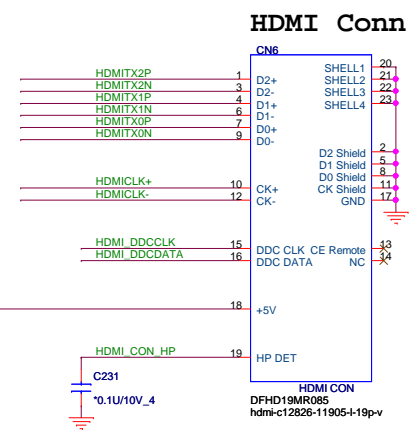 HDMI Conn
CN6
20
SHELL1
21
SHELL2
22
SHELL3
23
SHELL4
HDMITX2P 1 D2+
HDMITX2N 3 D2-
HDMITX1P 4 D1+
HDMITX1N 6 D1-
HDMITX0P 7 D0+
HDMITX0N 9 D0-
D2 Shield 2
D1 Shield 5
D0 Shield 8
CK Shield 11
GND 17
HDMICLK+ 10 CK+
HDMICLK- 12 CK-
HDMI_DDCCLK 15 DDC CLK CE Remote 13
HDMI_DDCDATA 16 DDC DATA NC 14
18 +5V
HDMI_CON_HP 19 HP DET
C231
*0.1U/10V_4
HDMI CON
DFHD19MR085
hdmi-c12826-11905-l-19p-v